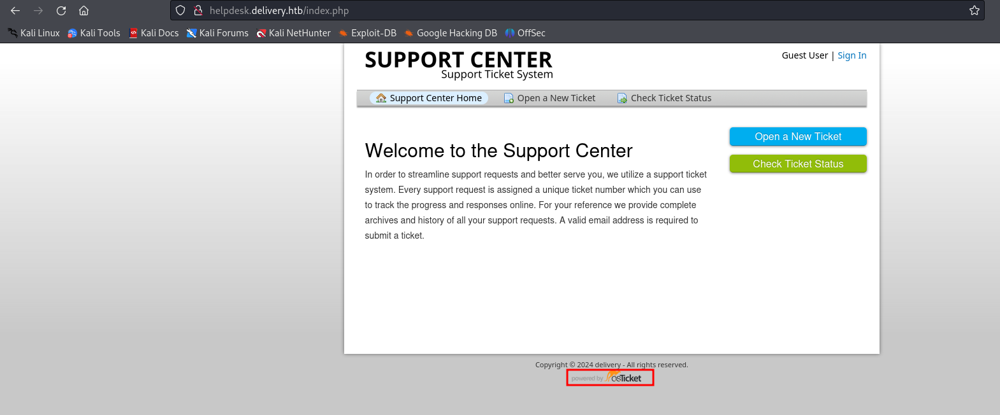 helpdesk.delivery.htb/index.php
Kali Linux Kali Tools Kali Docs Kali Forums Kali NetHunter Exploit-DB Google Hacking DB OffSec
SUPPORT CENTER
Support Ticket System
Guest User | Sign In
Support Center Home Open a New Ticket Check Ticket Status
Open a New Ticket
Check Ticket Status
Welcome to the Support Center
In order to streamline support requests and better serve you, we utilize a support ticket
system. Every support request is assigned a unique ticket number which you can use
to track the progress and responses online. For your reference we provide complete
archives and history of all your support requests. A valid email address is required to
submit a ticket.
Copyright © 2024 delivery - All rights reserved.
powered by osTicket